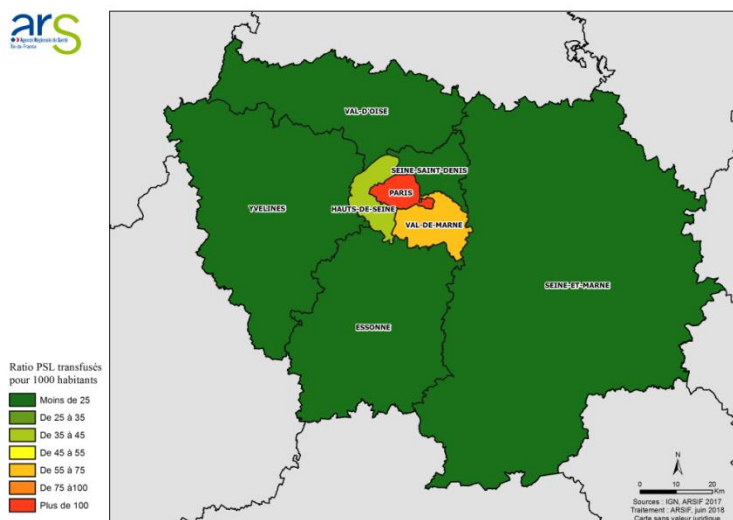 ars
Agence Régionale de Santé
Île-de-France
VAL-D'OISE
SEINE-SAINT-DENIS
PARIS
YVELINES
HAUTS-DE-SEINE
VAL-DE-MARNE
SEINE-ET-MARNE
ESSONNE
Ratio PSL transfusés
pour 1000 habitants
Moins de 25
De 25 à 35
De 35 à 45
De 45 à 55
De 55 à 75
De 75 à100
Plus de 100
N
0 10 20
Km
Sources : IGN, ARSIF 2017
Traitement : ARSIF, juin 2018
Carte sans valeur juridique